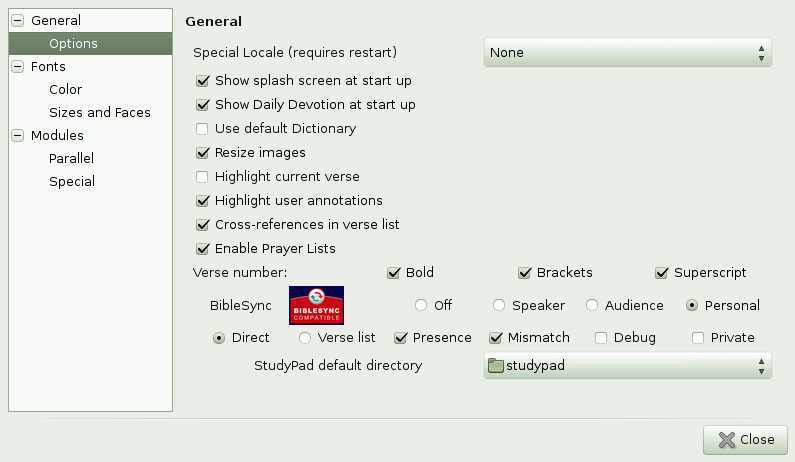 General
Options
Fonts
Color
Sizes and Faces
Modules
Parallel
Special
General
Special Locale (requires restart) None
Show splash screen at start up
Show Daily Devotion at start up
Use default Dictionary
Resize images
Highlight current verse
Highlight user annotations
Cross-references in verse list
Enable Prayer Lists
Verse number: Bold Brackets Superscript
BibleSync BIBLESYNC COMPATIBLE Off Speaker Audience Personal
Direct Verse list Presence Mismatch Debug Private
StudyPad default directory studypad
Close